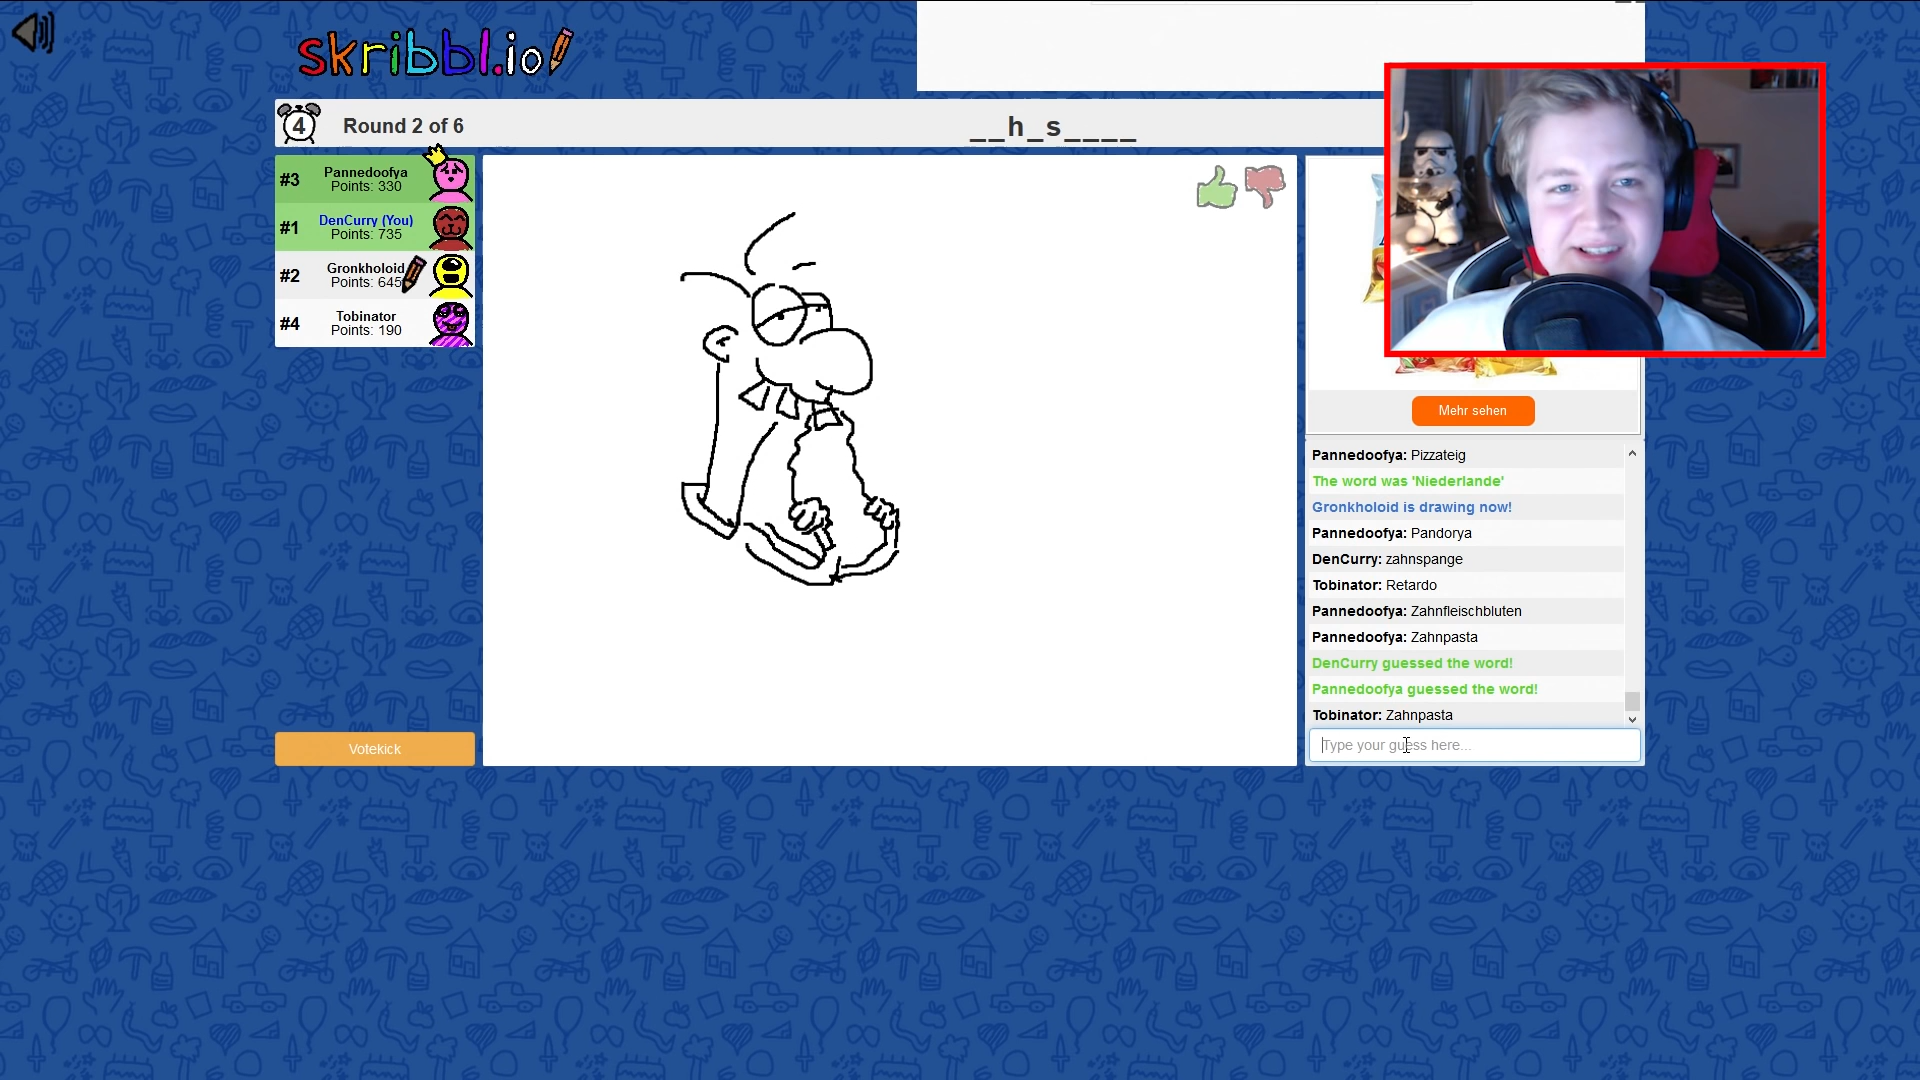 skribbl.io
4
Round 2 of 6
__h_s____
#3
Pannedoofya
Points: 330
#1
DenCurry (You)
Points: 735
#2
Gronkholoid
Points: 645
#4
Tobinator
Points: 190
Votekick
Mehr sehen
Pannedoofya: Pizzateig
The word was 'Niederlande'
Gronkholoid is drawing now!
Pannedoofya: Pandorya
DenCurry: zahnspange
Tobinator: Retardo
Pannedoofya: Zahnfleischbluten
Pannedoofya: Zahnpasta
DenCurry guessed the word!
Pannedoofya guessed the word!
Tobinator: Zahnpasta
Type your guess here...